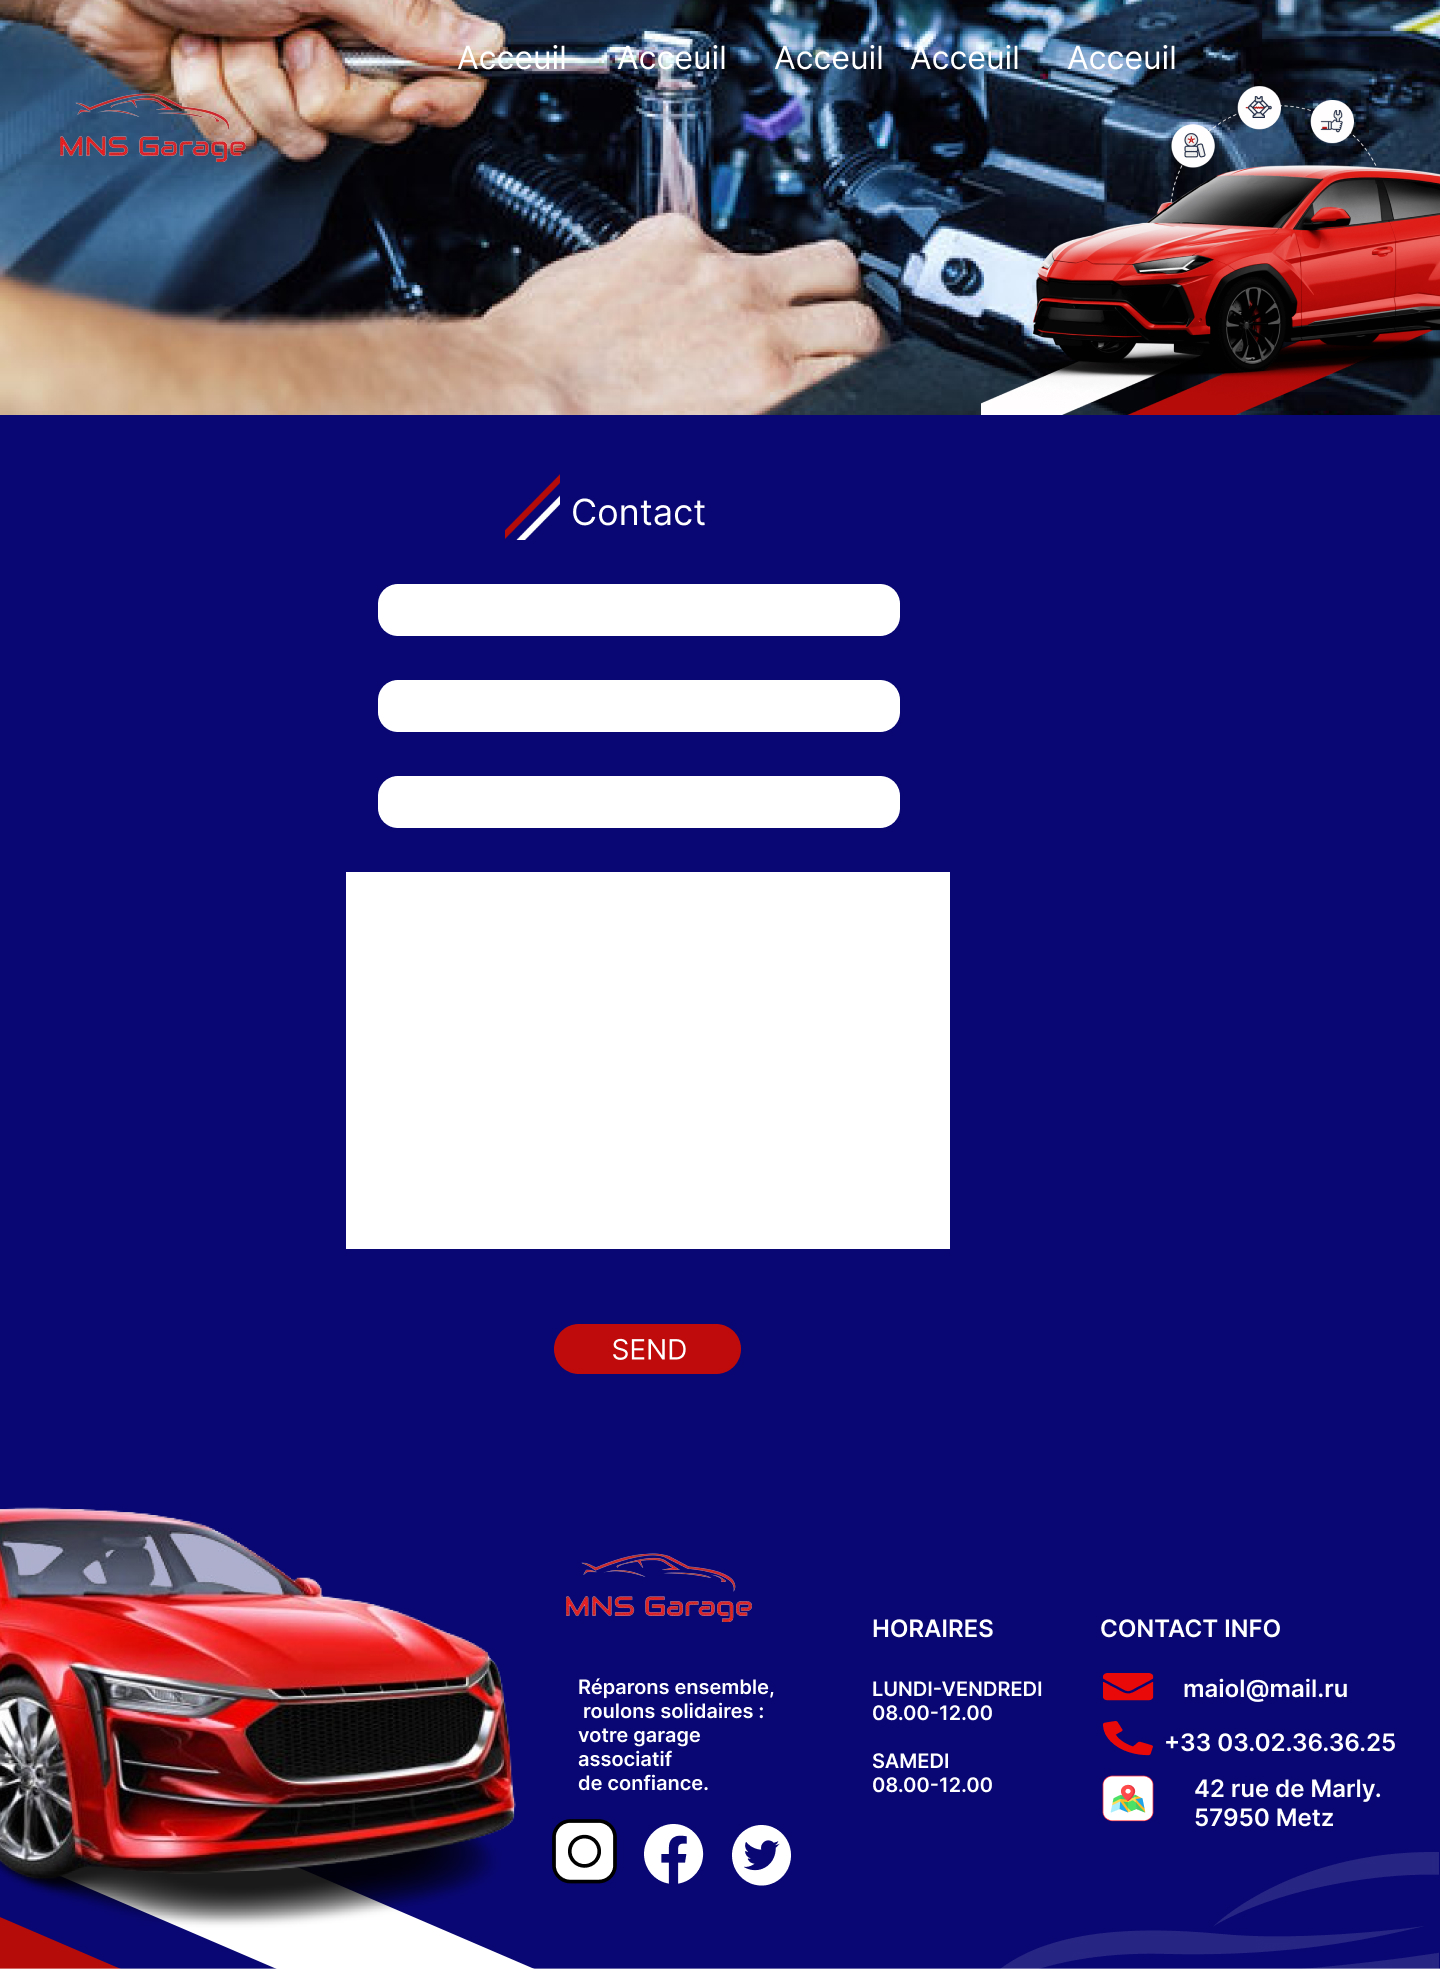 Acceuil Acceuil Acceuil Acceuil Acceuil
MNS Garage
Contact
SEND
MNS Garage
Réparons ensemble,
roulons solidaires :
votre garage
associatif
de confiance.
HORAIRES
LUNDI-VENDREDI
08.00-12.00
SAMEDI
08.00-12.00
CONTACT INFO
maiol@mail.ru
+33 03.02.36.36.25
42 rue de Marly.
57950 Metz